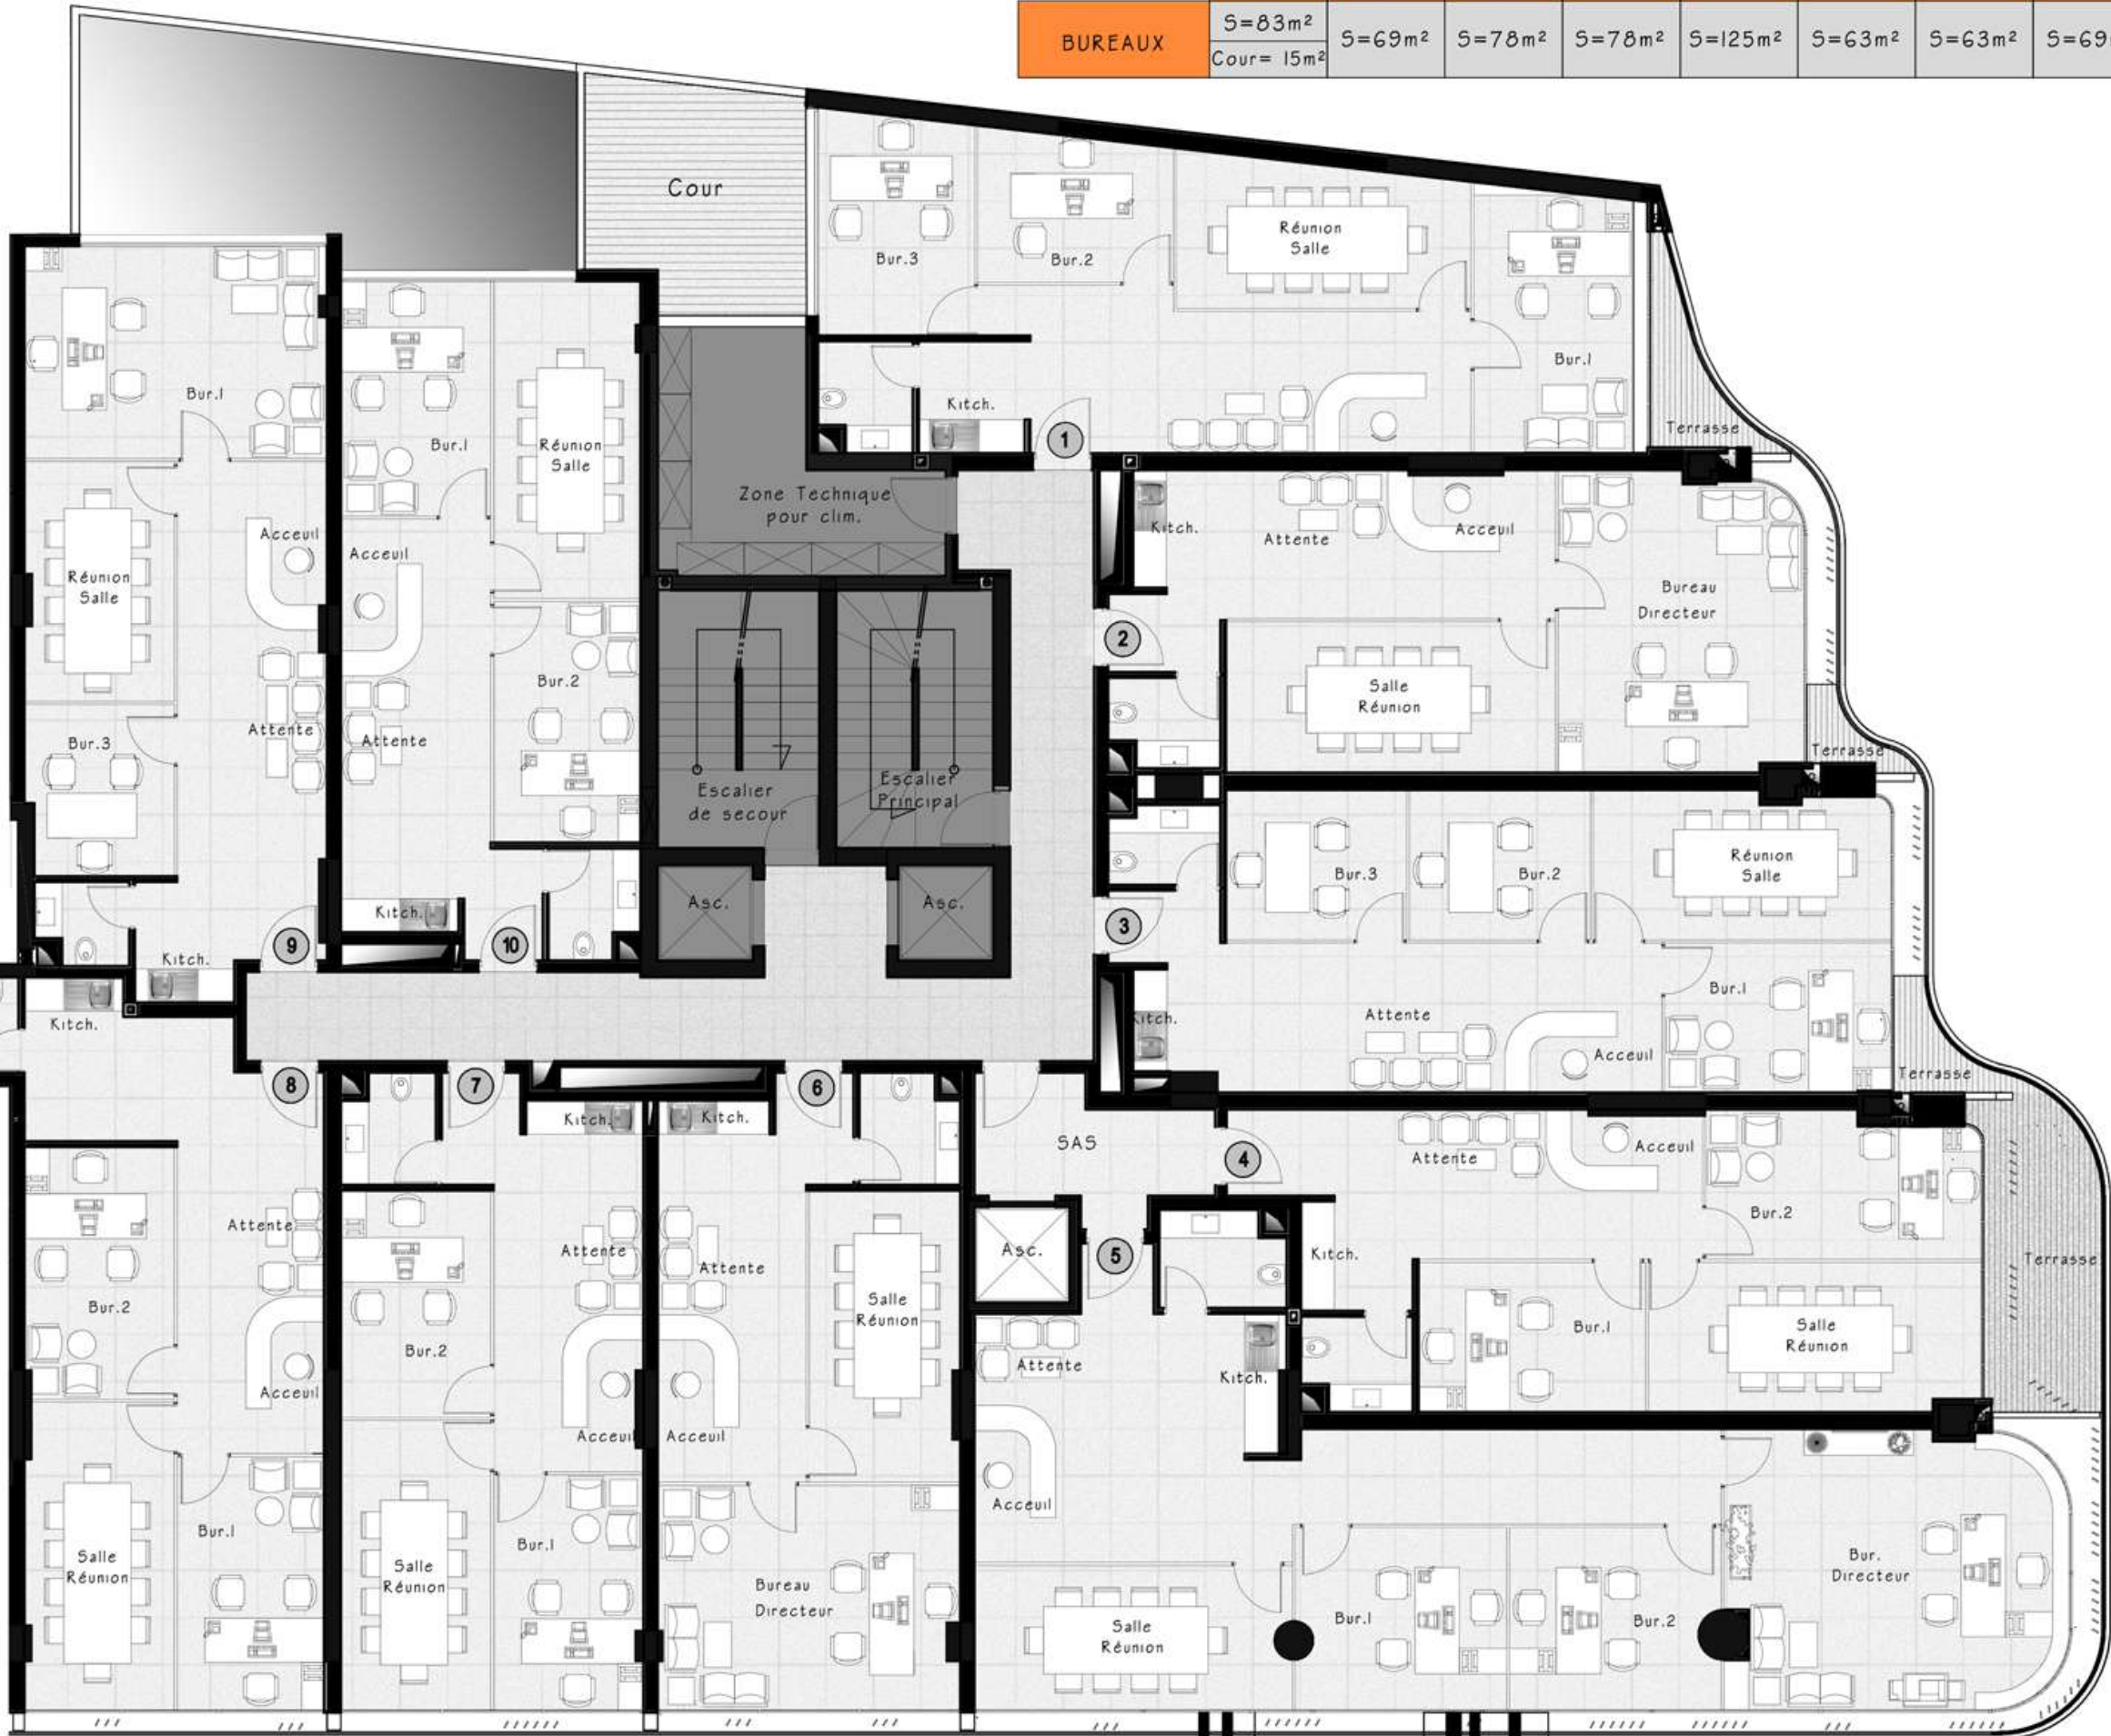 BUREAUX
S=83m²
Cour= 15m²
S=69m²
S=78m²
S=78m²
S=125m²
S=63m²
S=63m²
S=69
Cour
Bur.3
Bur.2
Réunion
Salle
Bur.1
Kitch.
1
Terrasse
Bur.1
Bur.1
Réunion
Salle
Zone Technique
pour clim.
Kitch.
Attente
Acceuil
Bureau
Directeur
Acceuil
Acceuil
Réunion
Salle
2
Salle
Réunion
Terrasse
Bur.2
Bur.3
Attente
Attente
Escalier
de secour
Escalier
Principal
Bur.3
Bur.2
Réunion
Salle
Kitch.
Asc.
Asc.
3
9
10
Kitch.
Bur.1
Kitch.
Kitch.
Attente
Acceuil
Terrasse
8
7
6
Kitch.
Kitch.
SAS
4
Attente
Acceuil
Bur.2
Attente
Attente
Attente
Asc.
5
Kitch.
Terrasse
Bur.2
Bur.2
Salle
Réunion
Bur.1
Salle
Réunion
Acceuil
Acceuil
Acceuil
Attente
Kitch.
Acceuil
Bur.1
Bur.1
Salle
Réunion
Salle
Réunion
Bureau
Directeur
Salle
Réunion
Bur.1
Bur.2
Bur.
Directeur